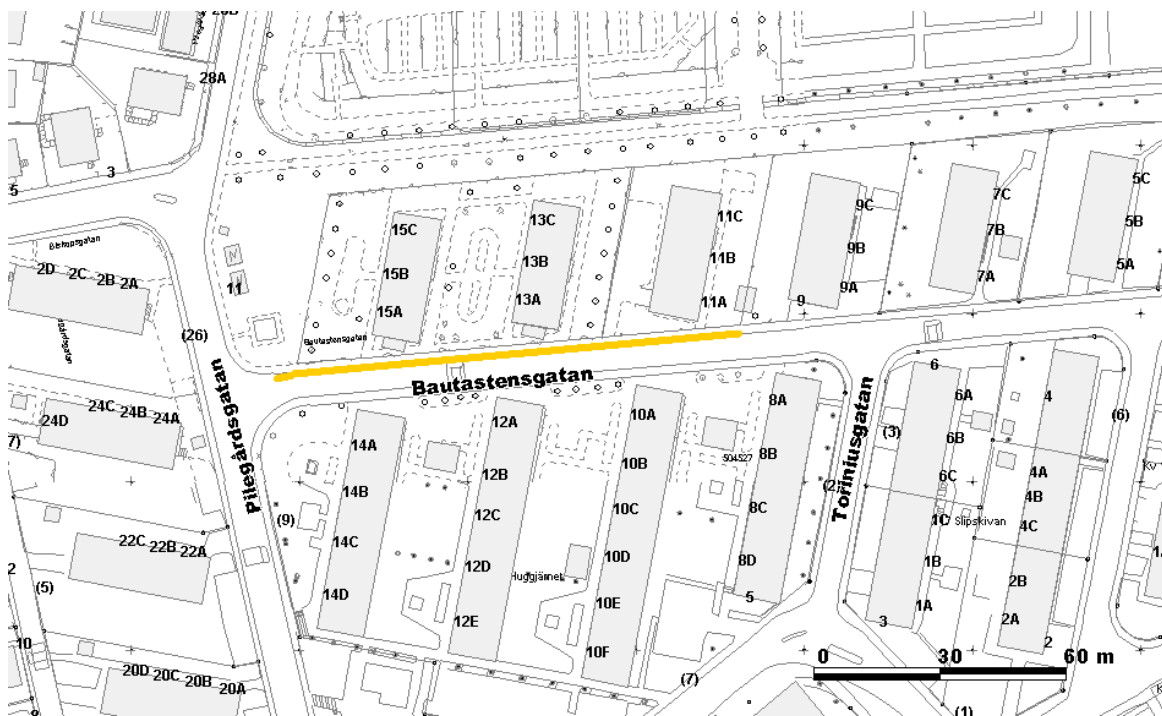 28A
3
5
Biskopsgatan
2D 2C 2B 2A
11
(26)
15C
15B
15A
Bautastensgatan
13C
13B
13A
11C
11B
11A
9C
9B
9A
9
7C
7B
7A
5C
5B
5A
Bautastensgatan
Pilegårdsgatan
Toriniusgatan
24D 24C 24B 24A
22C 22B 22A
20D 20C 20B 20A
(5)
2
10
(9)
14A
14B
14C
14D
12A
12B
12C
12D
12E
Huggjärnet
10A
10B
10C
10D
10E
10F
8A
8B
504527
8C
8D
5
(2)
(3)
6
6A
6B
6C
Slipskivan
1C
1B
1A
3
4
4A
4B
4C
2B
2A
2
(6)
Kv
(7)
(1)
0 30 60 m